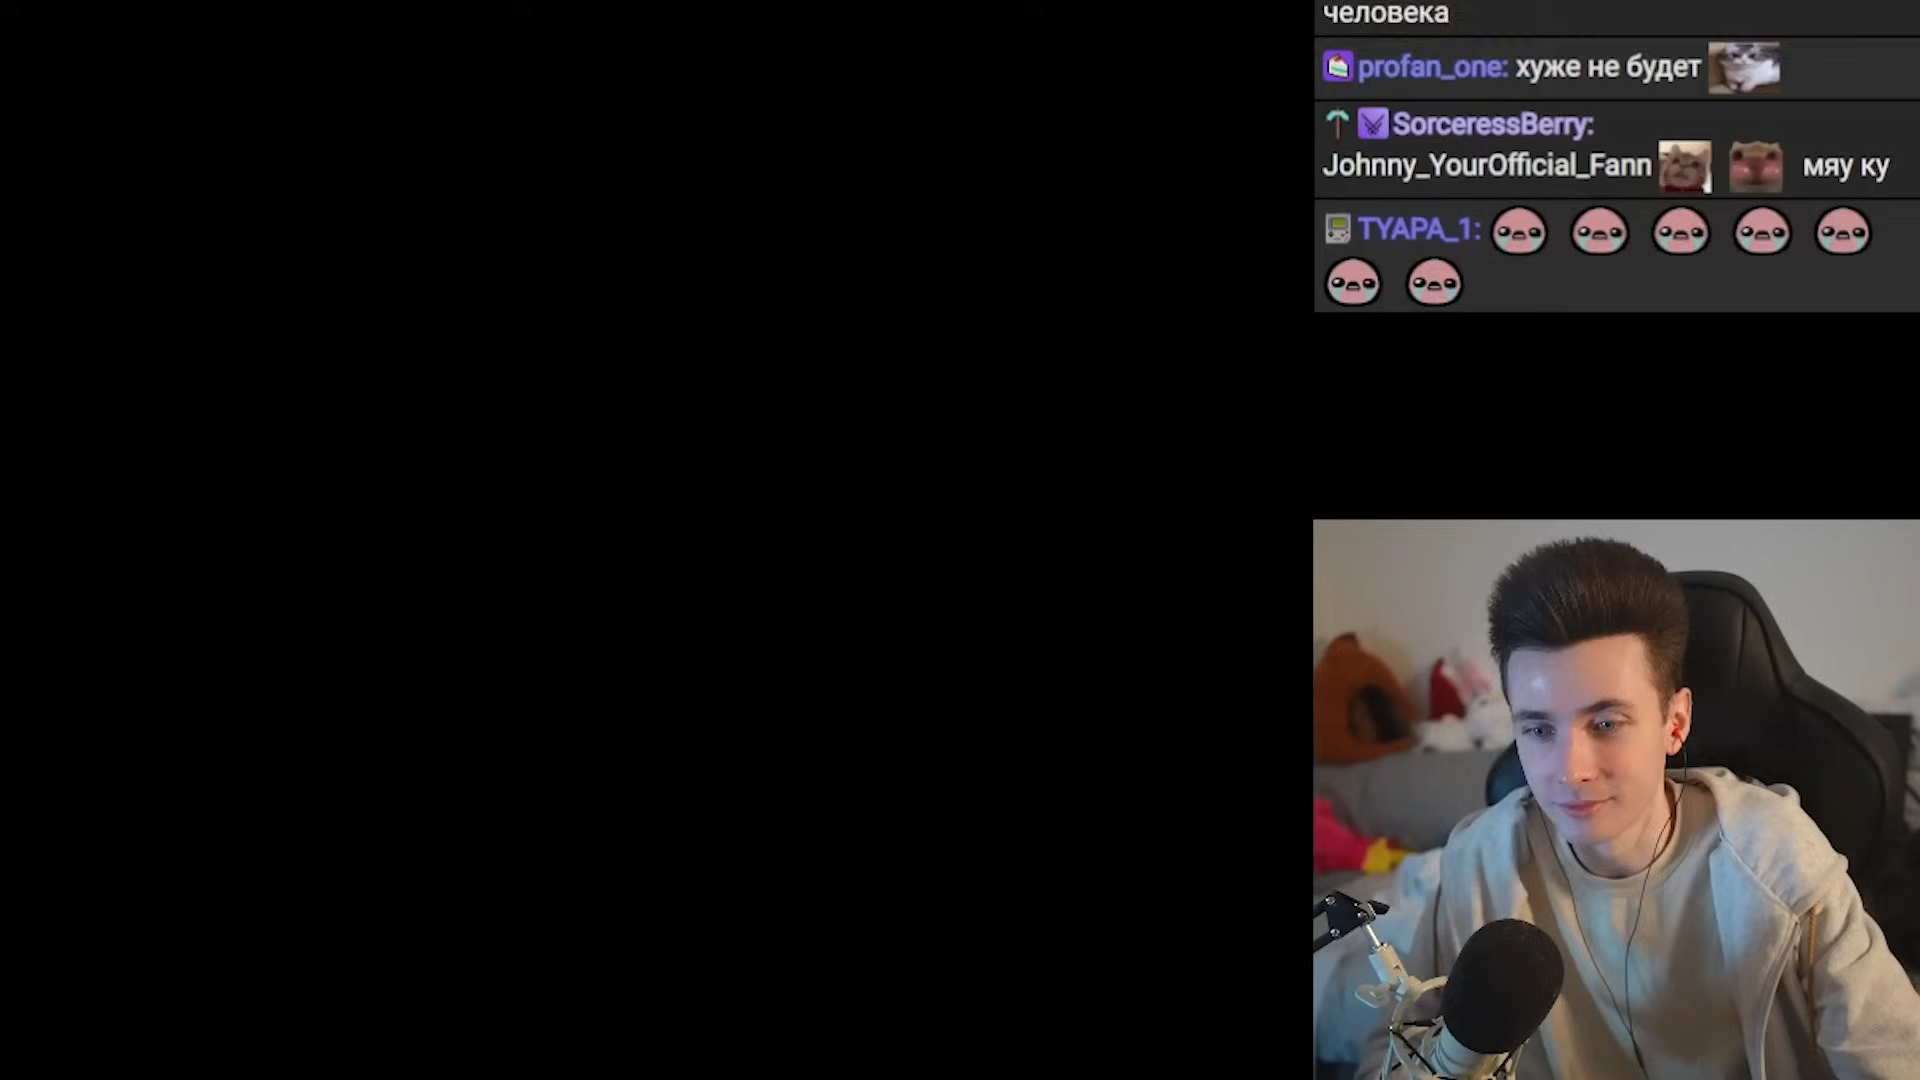 человека
profan_one: хуже не будет
SorceressBerry:
Johnny_YourOfficial_Fann мяу ку
TYAPA_1: